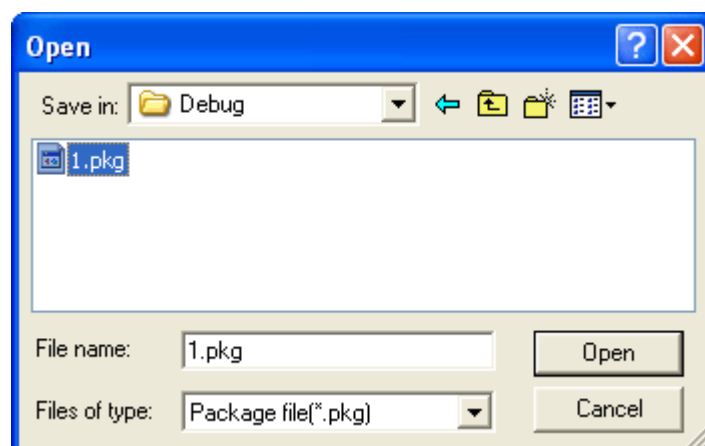 Open
?
Save in: Debug
1.pkg
File name: 1.pkg Open
Files of type: Package file(*.pkg) Cancel